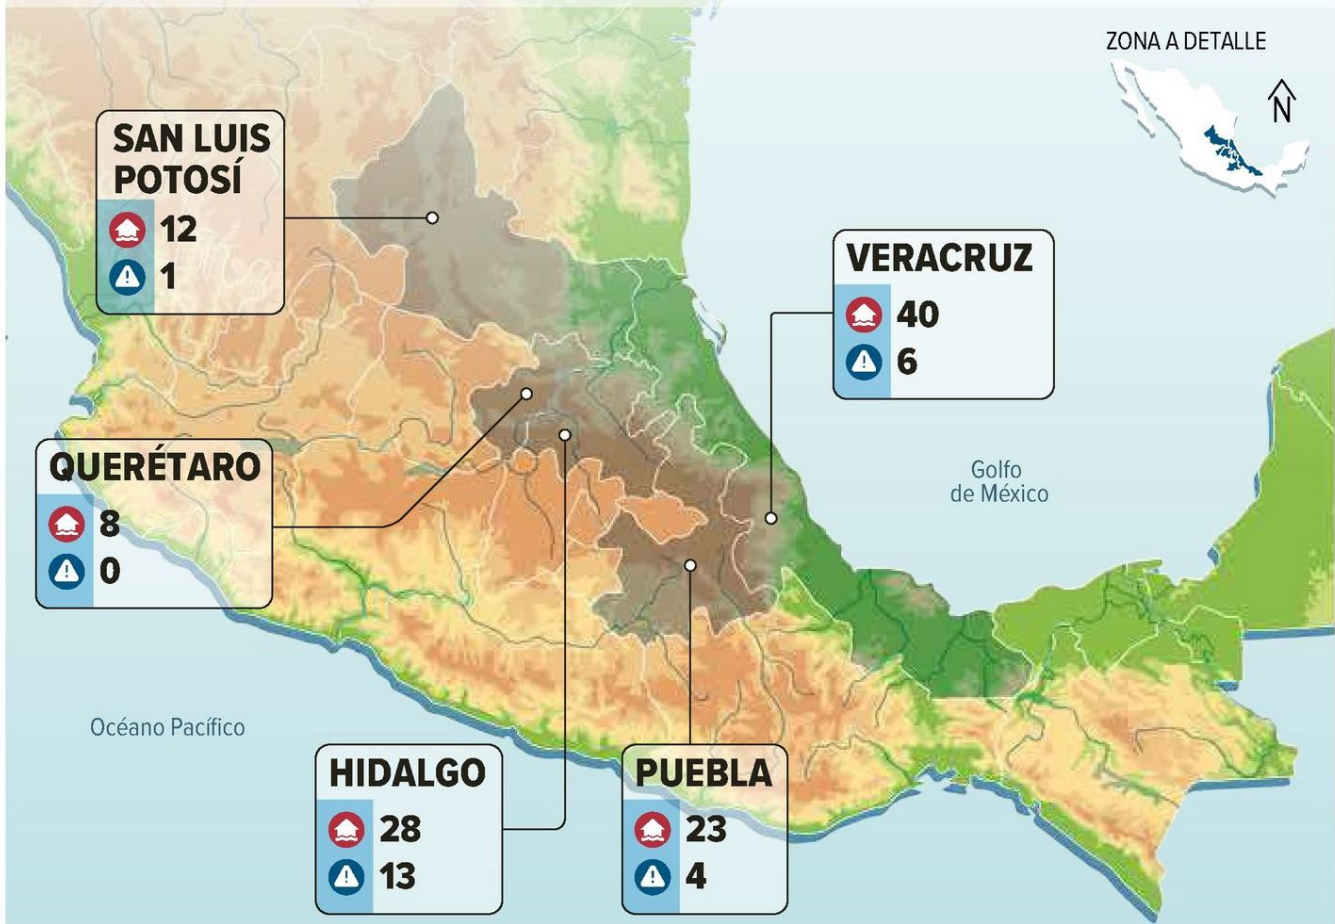 ZONA A DETALLE
N
SAN LUIS
POTOSÍ
12
1
VERACRUZ
40
6
QUERÉTARO
8
0
Golfo
de México
Océano Pacífico
HIDALGO
28
13
PUEBLA
23
4